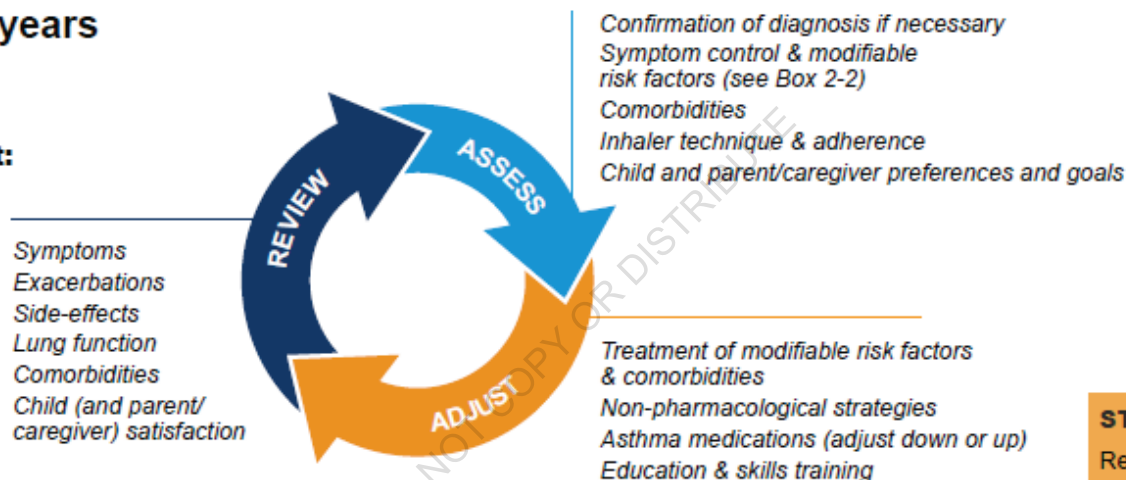 years
t:
Confirmation of diagnosis if necessary
Symptom control & modifiable
risk factors (see Box 2-2)
Comorbidities
Inhaler technique & adherence
Child and parent/caregiver preferences and goals
ASSESS
REVIEW
ADJUST
Symptoms
Exacerbations
Side-effects
Lung function
Comorbidities
Child (and parent/
caregiver) satisfaction
Treatment of modifiable risk factors
& comorbidities
Non-pharmacological strategies
Asthma medications (adjust down or up)
Education & skills training
ST
Re
NOT COPY OR DISTRIBUTE